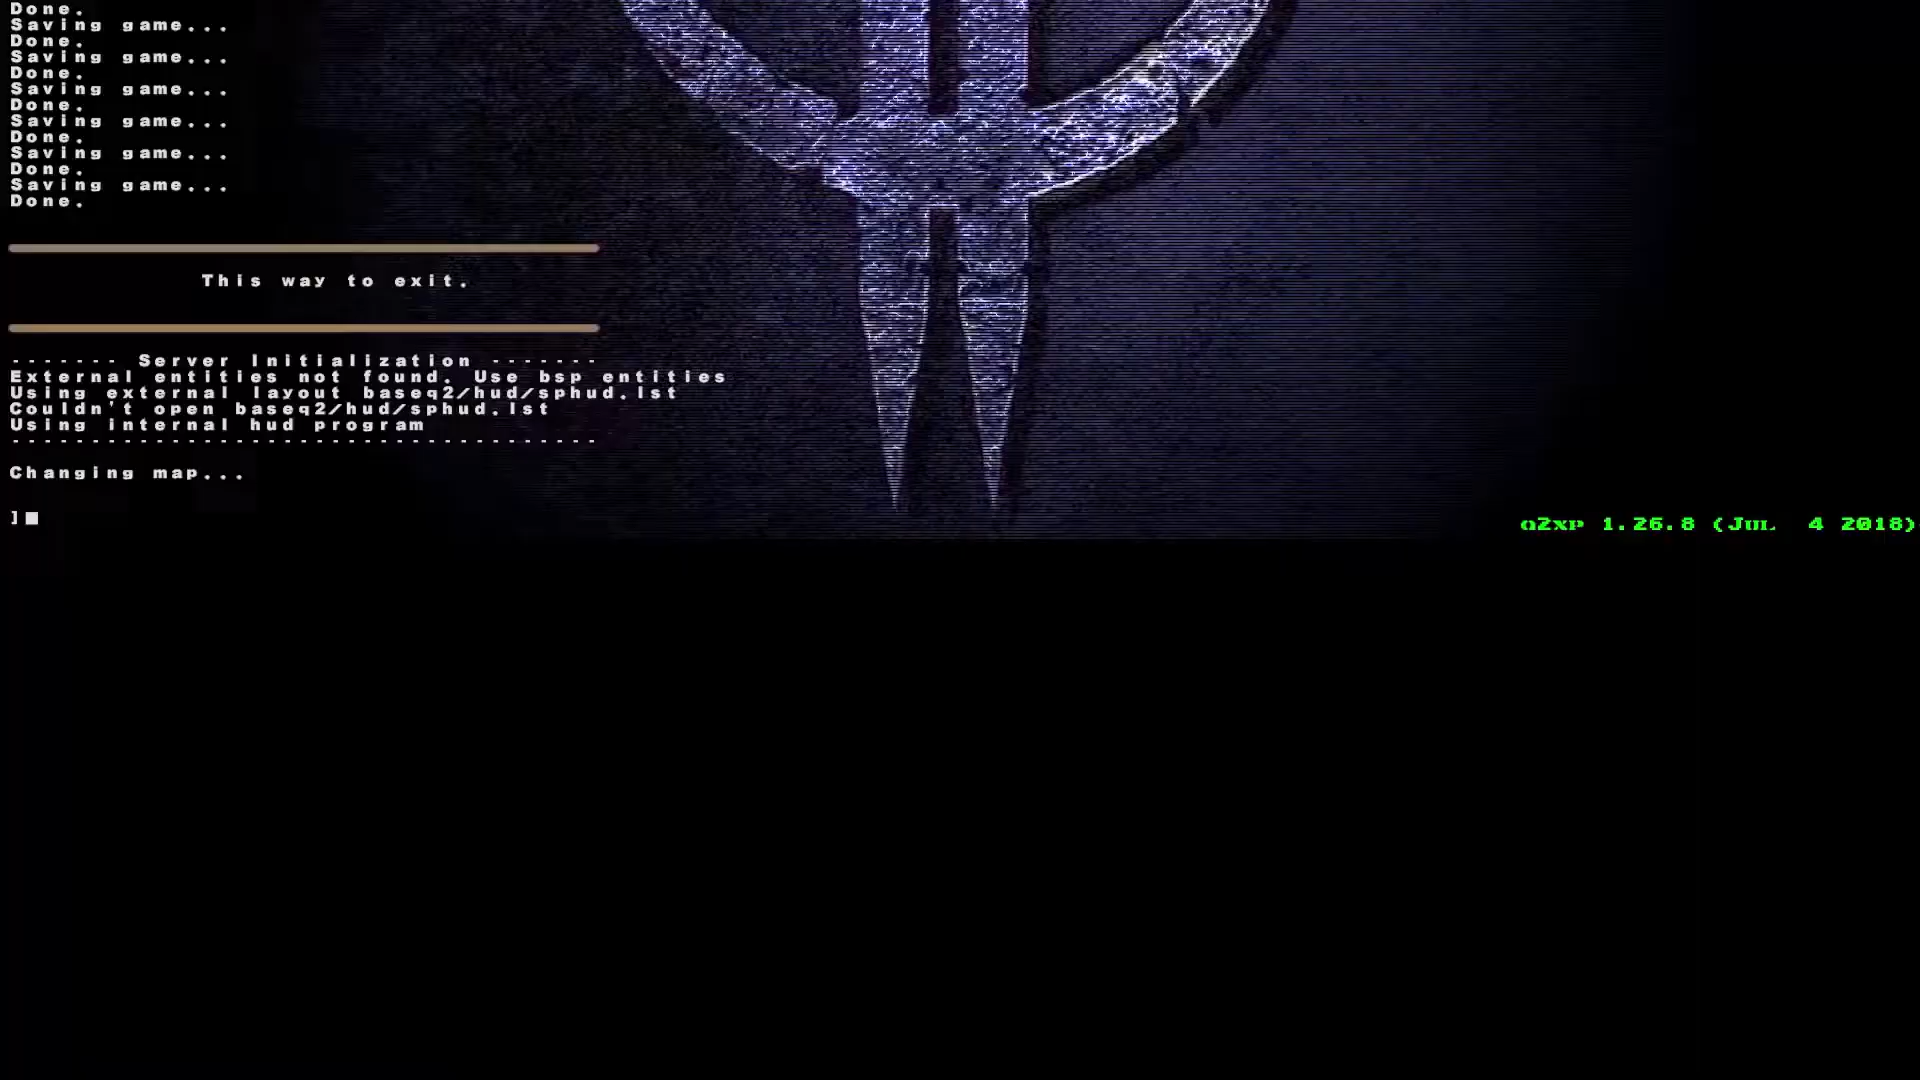 Done.
Saving game...
Done.
Saving game...
Done.
Saving game...
Done.
Saving game...
Done.
Saving game...
Done.
Saving game...
Done.
This way to exit.
------- Server Initialization -------
External entities not found. Use bsp entities
Using external layout baseq2/hud/sphud.lst
Couldn't open baseq2/hud/sphud.lst
Using internal hud program
-------------------------------------
Changing map...
]
q2xp 1.26.8 (Jul  4 2018)